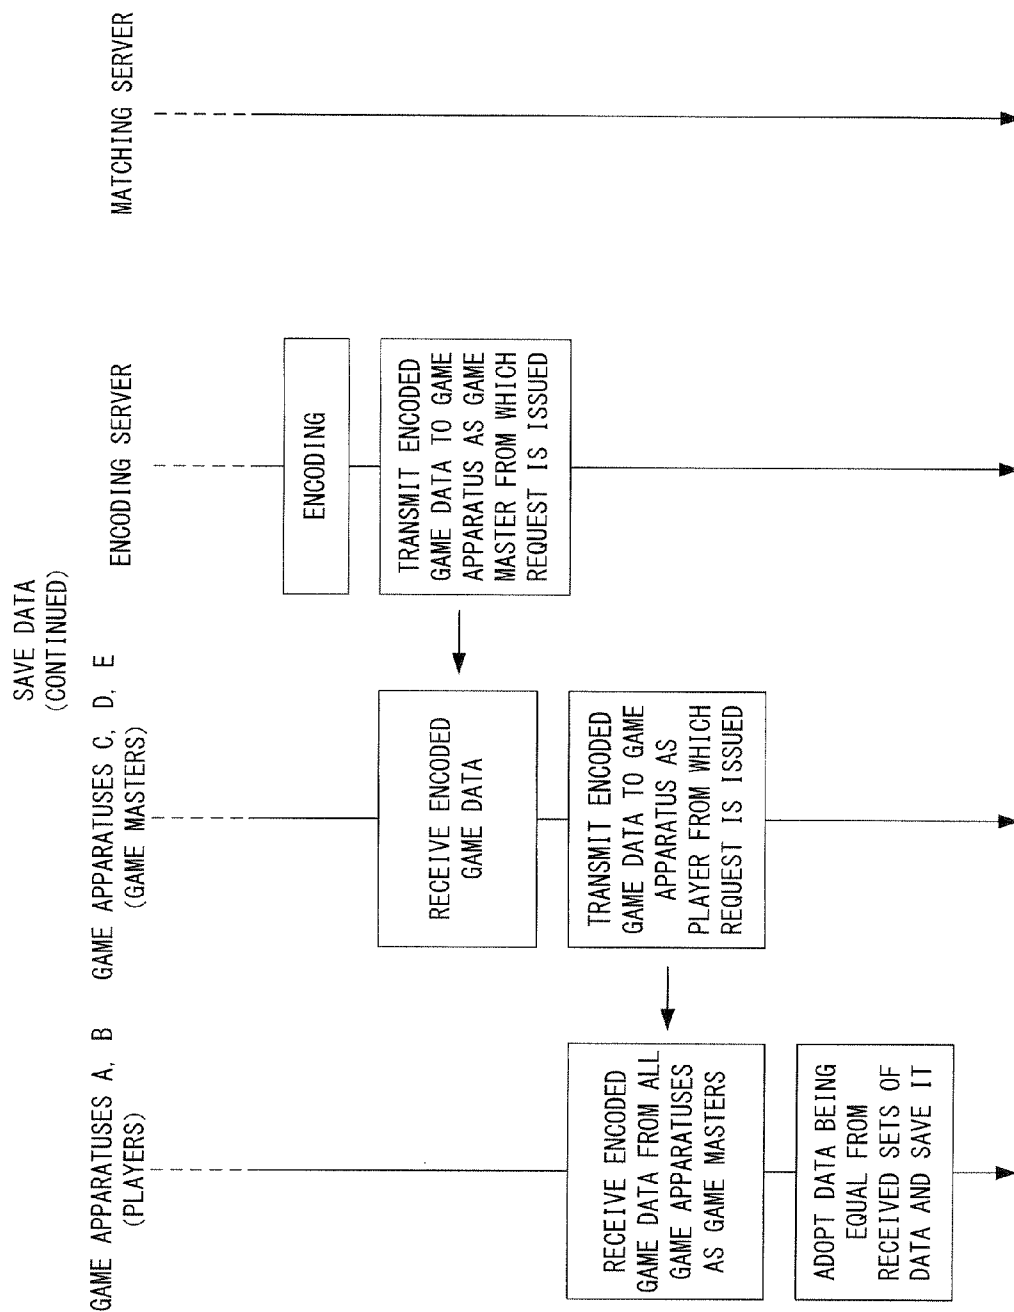 SAVE DATA
(CONTINUED)
GAME APPARATUSES A, B
(PLAYERS)
GAME APPARATUSES C, D, E
(GAME MASTERS)
ENCODING SERVER
MATCHING SERVER
ENCODING
TRANSMIT ENCODED
GAME DATA TO GAME
APPARATUS AS GAME
MASTER FROM WHICH
REQUEST IS ISSUED
RECEIVE ENCODED
GAME DATA
TRANSMIT ENCODED
GAME DATA TO GAME
APPARATUS AS
PLAYER FROM WHICH
REQUEST IS ISSUED
RECEIVE ENCODED
GAME DATA FROM ALL
GAME APPARATUSES
AS GAME MASTERS
ADOPT DATA BEING
EQUAL FROM
RECEIVED SETS OF
DATA AND SAVE IT